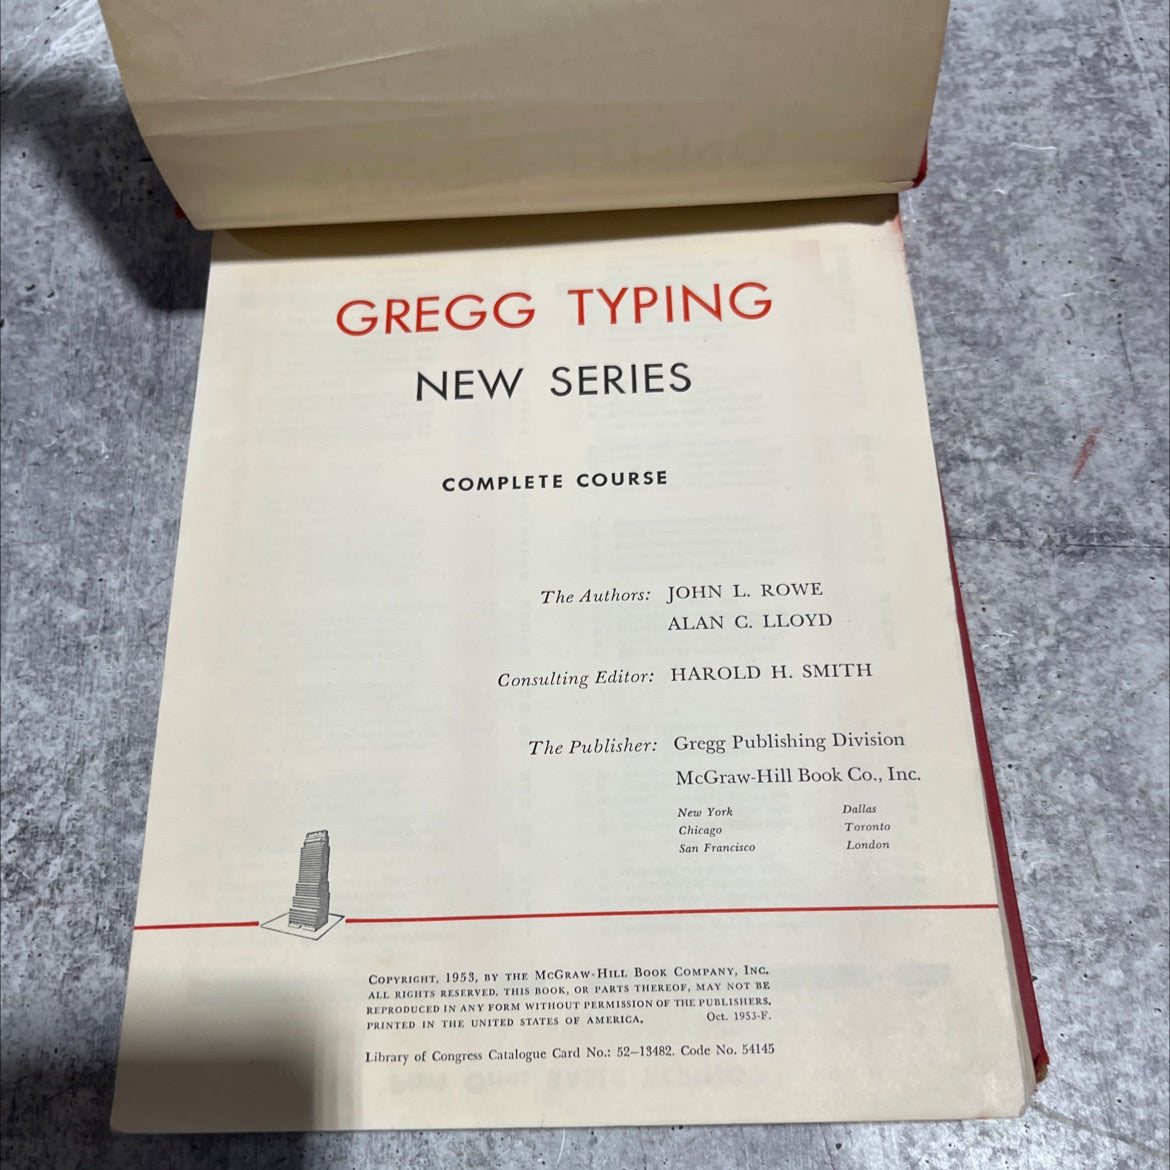 GREGG TYPING
NEW SERIES
COMPLETE COURSE
The Authors: JOHN L. ROWE
ALAN C. LLOYD
Consulting Editor: HAROLD H. SMITH
The Publisher: Gregg Publishing Division
McGraw-Hill Book Co., Inc.
New York Dallas
Chicago Toronto
San Francisco London
COPYRIGHT, 1953, BY THE MCGRAW-HILL BOOK COMPANY, INC.
ALL RIGHTS RESERVED. THIS BOOK, OR PARTS THEREOF, MAY NOT BE
REPRODUCED IN ANY FORM WITHOUT PERMISSION OF THE PUBLISHERS.
PRINTED IN THE UNITED STATES OF AMERICA. Oct. 1953-F.
Library of Congress Catalogue Card No.: 52-13482. Code No. 54145